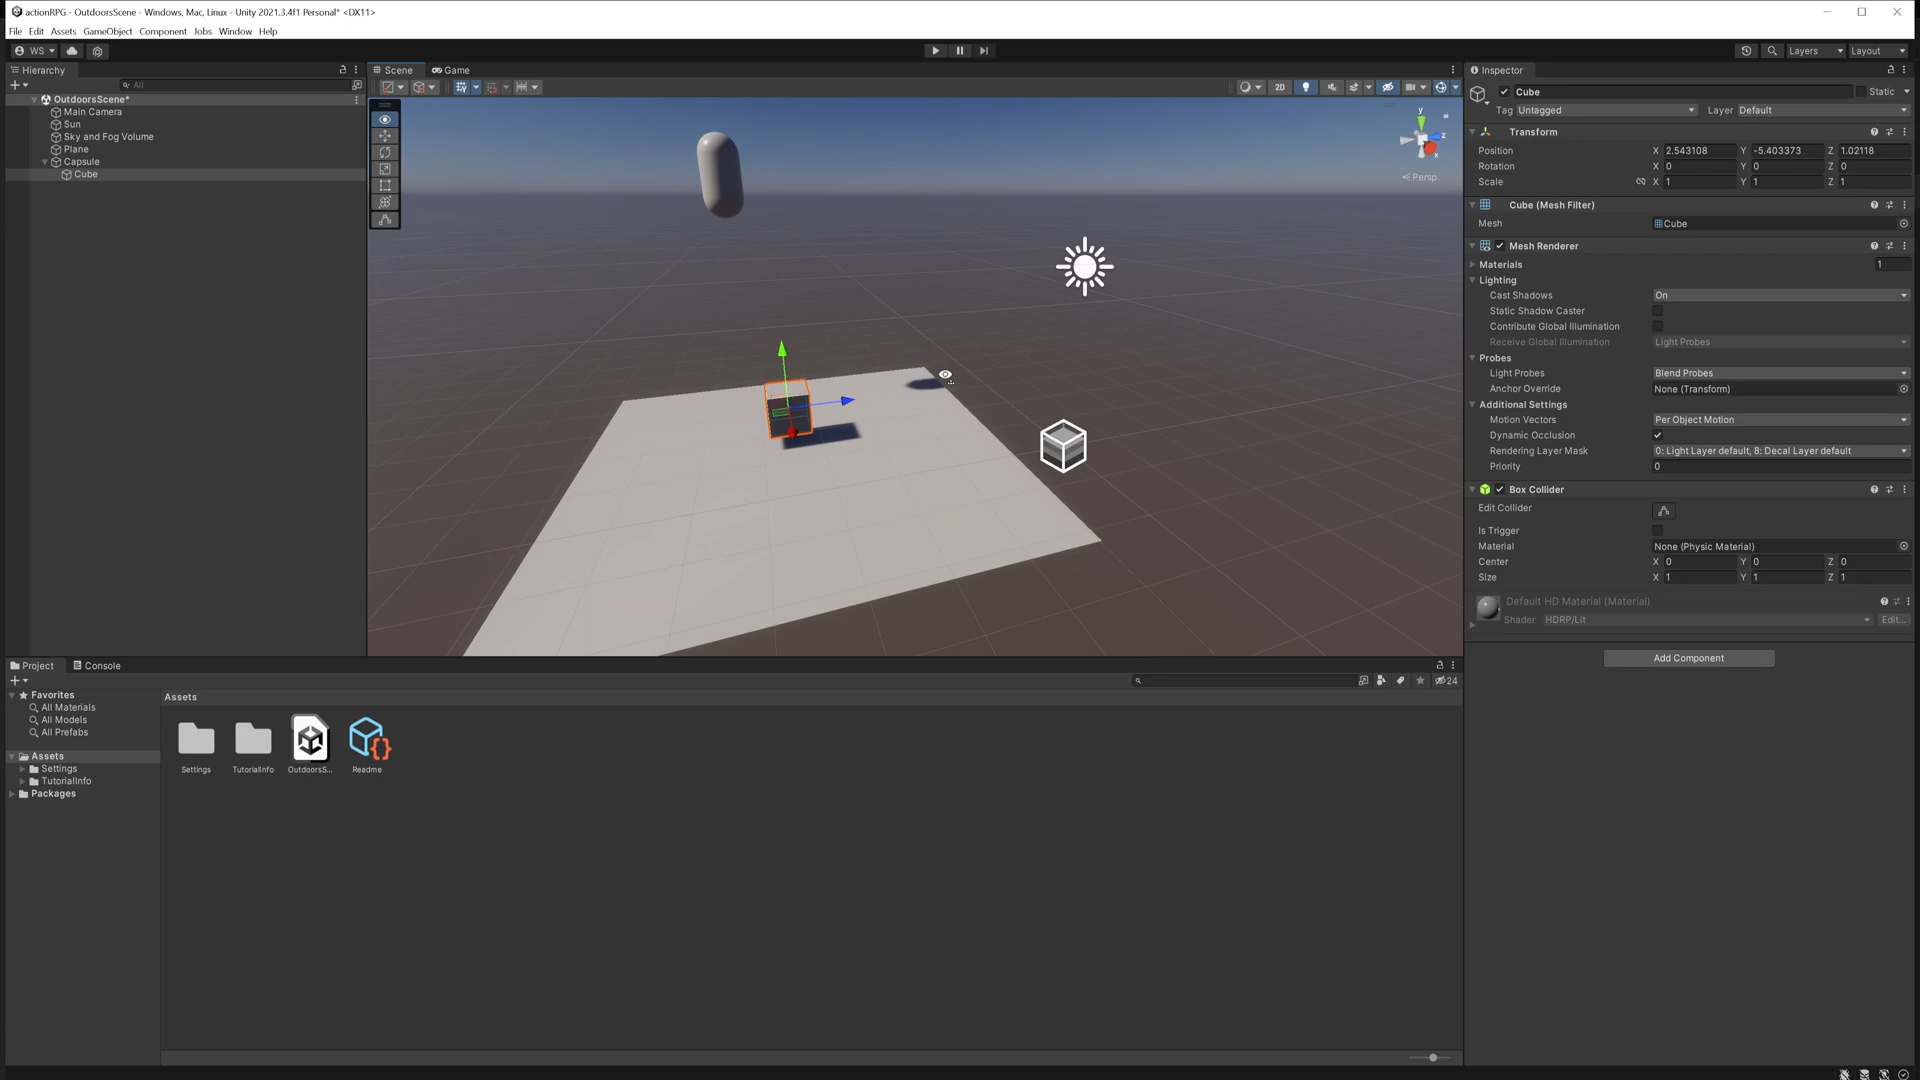 actionRPG - OutdoorsScene - Windows, Mac, Linux - Unity 2021.3.4f1 Personal* <DX11>
File Edit Assets GameObject Component Jobs Window Help
WS
Layers
Layout
Hierarchy
All
OutdoorsScene*
Main Camera
Sun
Sky and Fog Volume
Plane
Capsule
Cube
Scene
Game
2D
y
z
x
Persp
Inspector
Cube
Static
Tag Untagged
Layer Default
Transform
Position X 2.543108 Y -5.403373 Z 1.02118
Rotation X 0 Y 0 Z 0
Scale X 1 Y 1 Z 1
Cube (Mesh Filter)
Mesh Cube
Mesh Renderer
Materials 1
Lighting
Cast Shadows On
Static Shadow Caster
Contribute Global Illumination
Receive Global Illumination Light Probes
Probes
Light Probes Blend Probes
Anchor Override None (Transform)
Additional Settings
Motion Vectors Per Object Motion
Dynamic Occlusion
Rendering Layer Mask 0: Light Layer default, 8: Decal Layer default
Priority 0
Box Collider
Edit Collider
Is Trigger
Material None (Physic Material)
Center X 0 Y 0 Z 0
Size X 1 Y 1 Z 1
Default HD Material (Material)
Shader HDRP/Lit Edit...
Add Component
Project
Console
24
Favorites
All Materials
All Models
All Prefabs
Assets
Settings
TutorialInfo
Packages
Assets
Settings
TutorialInfo
OutdoorsS...
Readme